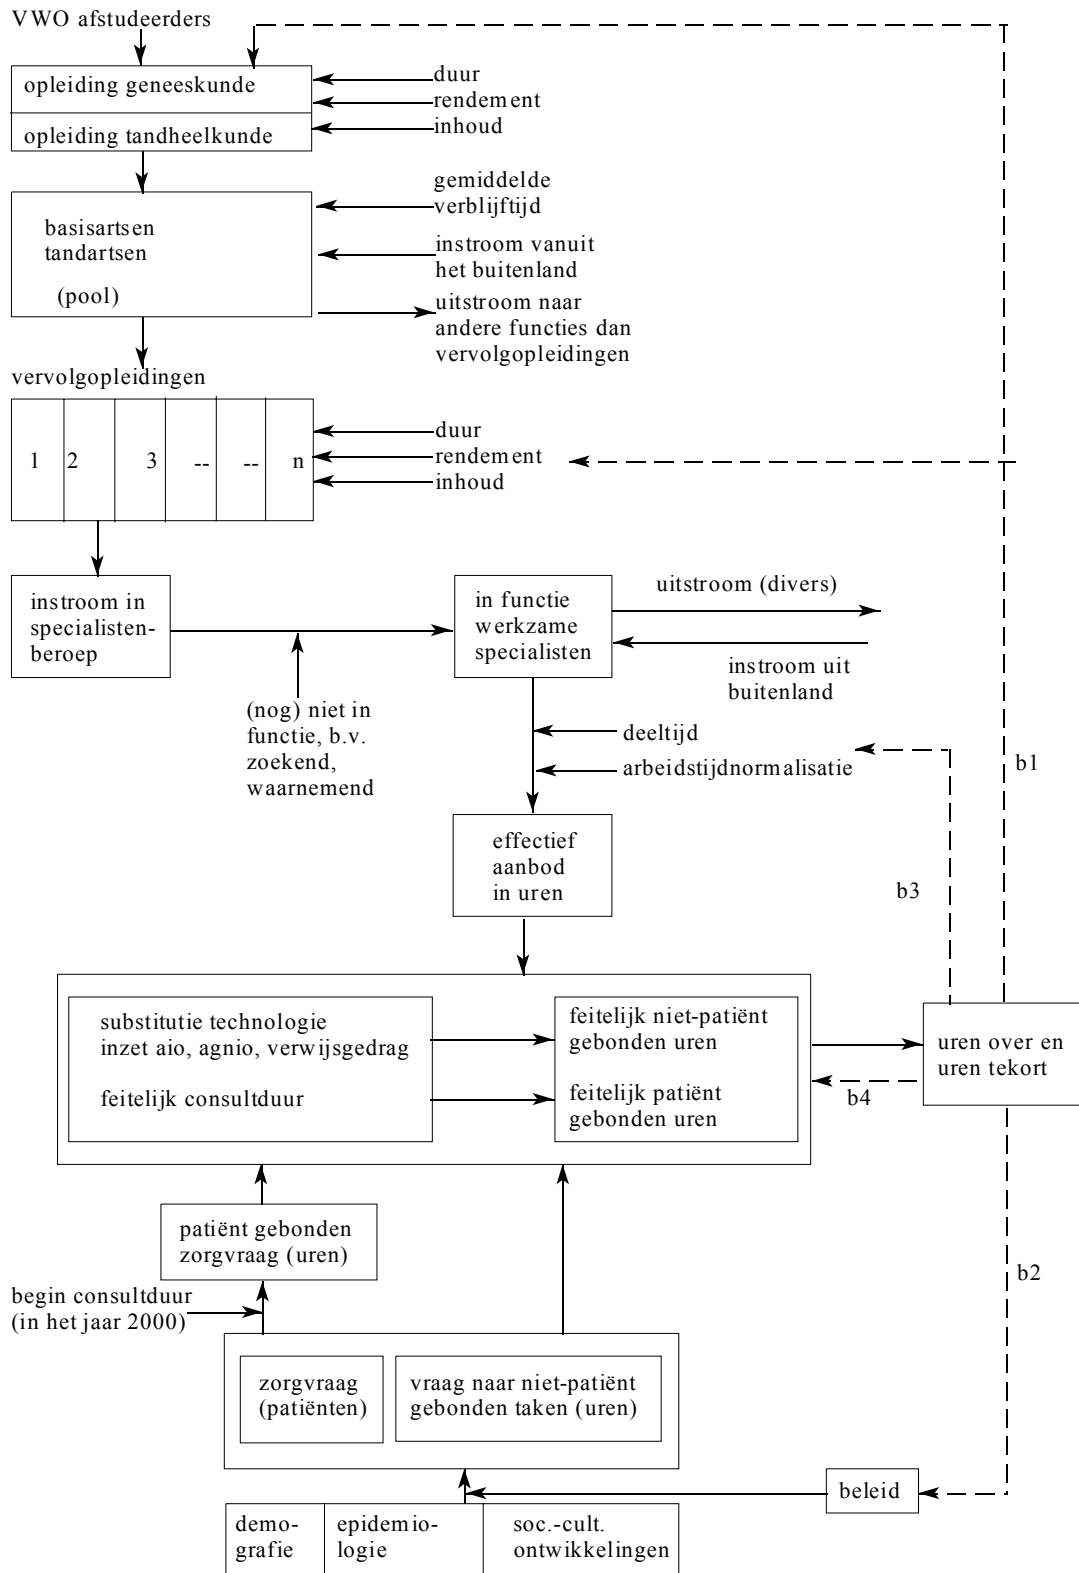 VWO afstudeerders
opleiding geneeskunde
opleiding tandheelkunde
duur
rendement
inhoud
basisartsen
tandartsen
(pool)
gemiddelde
verblijftijd
instroom vanuit
het buitenland
uitstroom naar
andere functies dan
vervolgopleidingen
vervolgopleidingen
1 2 3 -- -- n
duur
rendement
inhoud
instroom in
specialisten-
beroep
(nog) niet in
functie, b.v.
zoekend,
waarnemend
in functie
werkzame
specialisten
uitstroom (divers)
instroom uit
buitenland
deeltijd
arbeidstijdnormalisatie
b1
b3
effectief
aanbod
in uren
substitutie technologie
inzet aio, agnio, verwijsgedrag
feitelijk consultduur
feitelijk niet-patiënt
gebonden uren
feitelijk patiënt
gebonden uren
uren over en
uren tekort
b4
patiënt gebonden
zorgvraag (uren)
b2
begin consultduur
(in het jaar 2000)
zorgvraag
(patiënten)
vraag naar niet-patiënt
gebonden taken (uren)
beleid
demo-
grafie
epidemio-
logie
soc.-cult.
ontwikkelingen